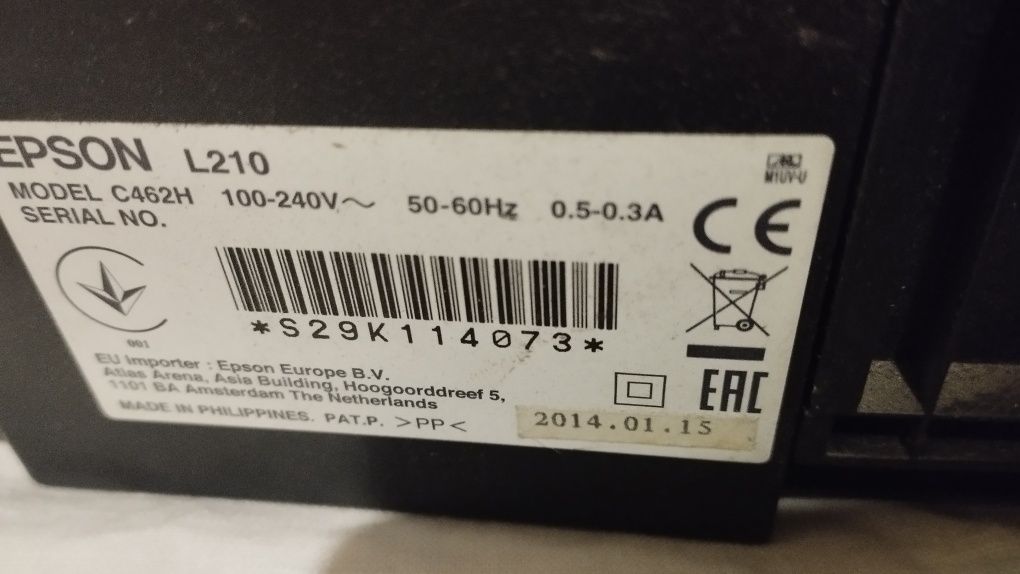 EPSON L210
MODEL C462H 100-240V~ 50-60Hz 0.5-0.3A
SERIAL NO.
M1UV-U
CE
*S29K114073*
001
EU Importer : Epson Europe B.V.
Atlas Arena, Asia Building, Hoogoorddreef 5,
1101 BA Amsterdam The Netherlands
MADE IN PHILIPPINES. PAT.P. >PP<
EAC
2014.01.15